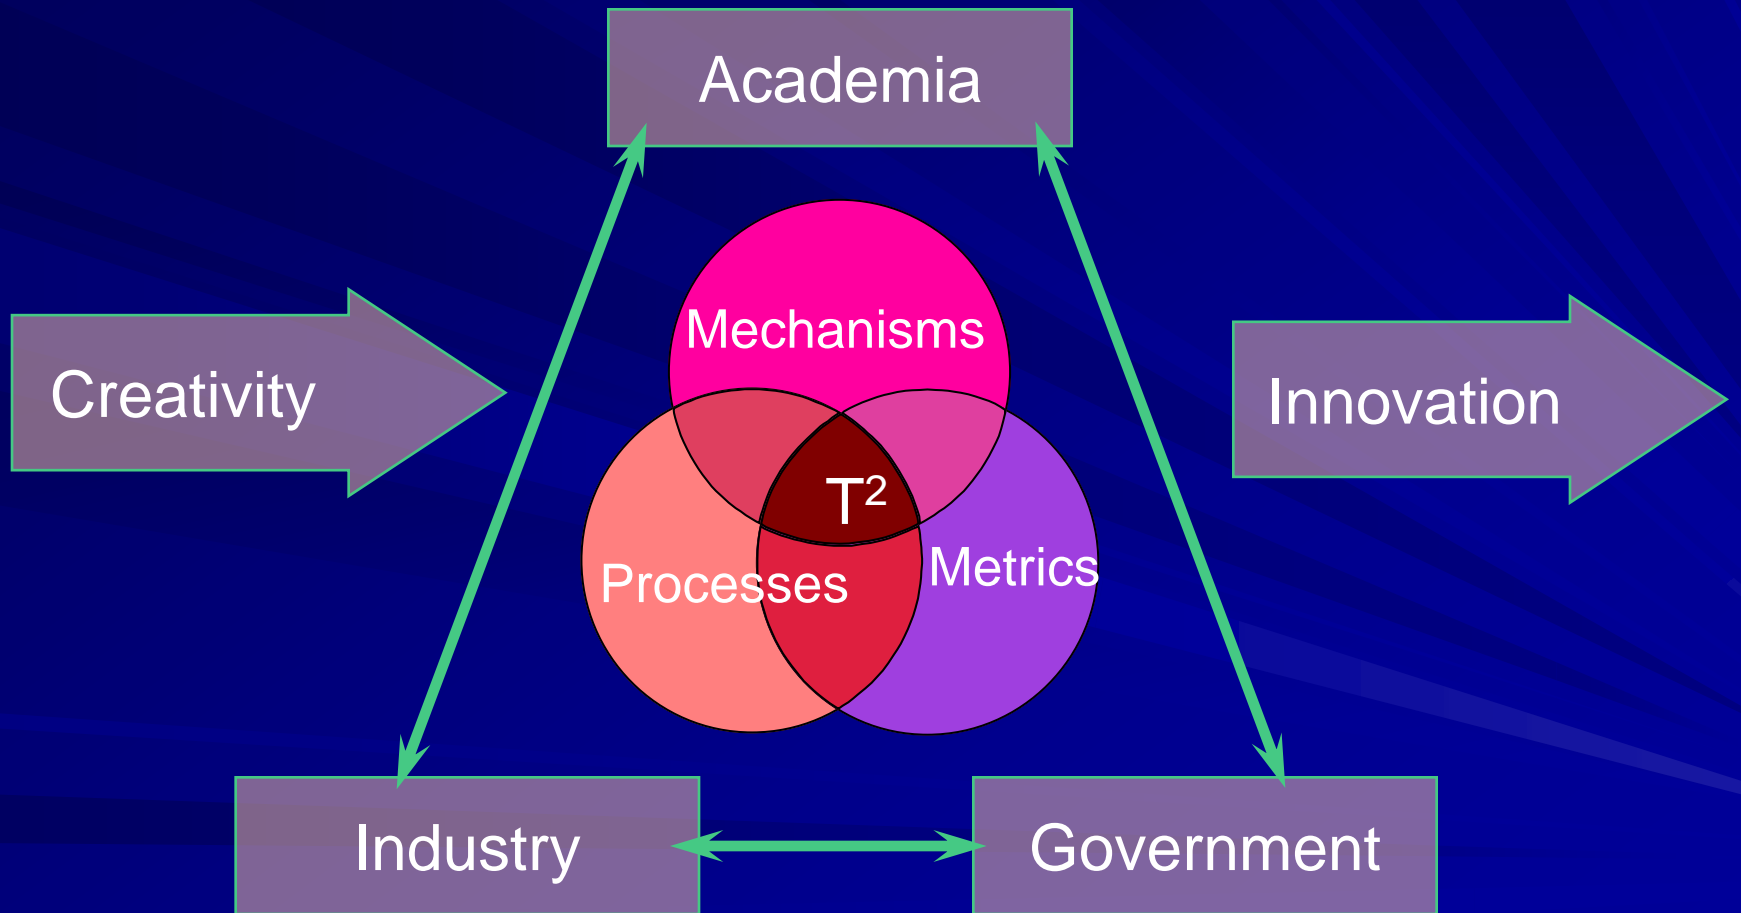 Academia
Mechanisms
Creativity
Innovation
T²
Metrics
Processes
Industry
Government